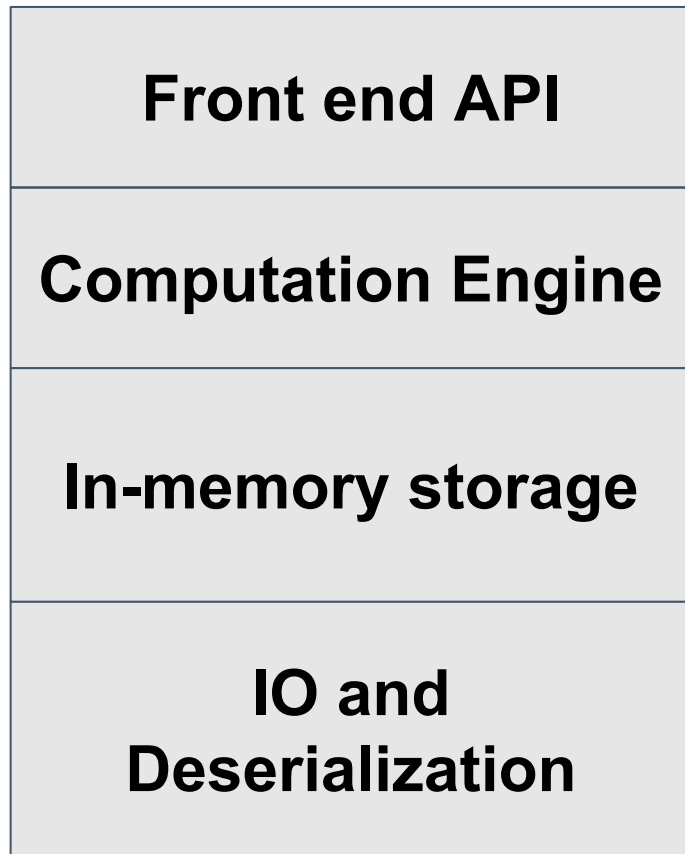 Front end API
Computation Engine
In-memory storage
IO and
Deserialization